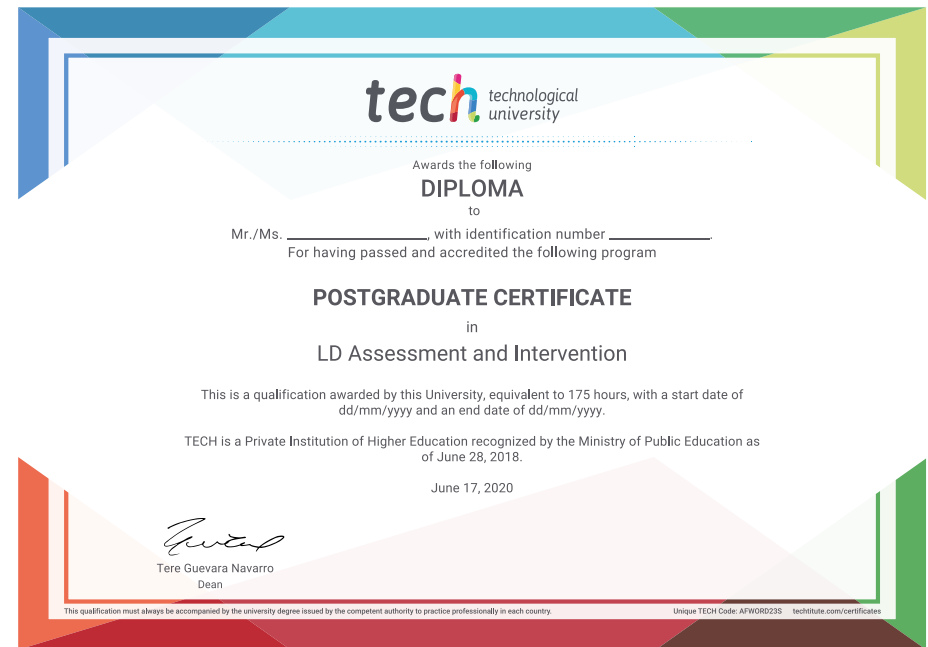 tech technological
university
Awards the following
DIPLOMA
to
Mr./Ms. ____________________, with identification number ______________.
For having passed and accredited the following program
POSTGRADUATE CERTIFICATE
in
LD Assessment and Intervention
This is a qualification awarded by this University, equivalent to 175 hours, with a start date of
dd/mm/yyyy and an end date of dd/mm/yyyy.
TECH is a Private Institution of Higher Education recognized by the Ministry of Public Education as
of June 28, 2018.
June 17, 2020
Tere Guevara Navarro
Dean
This qualification must always be accompanied by the university degree issued by the competent authority to practice professionally in each country. Unique TECH Code: AFWORD23S techtitute.com/certificates